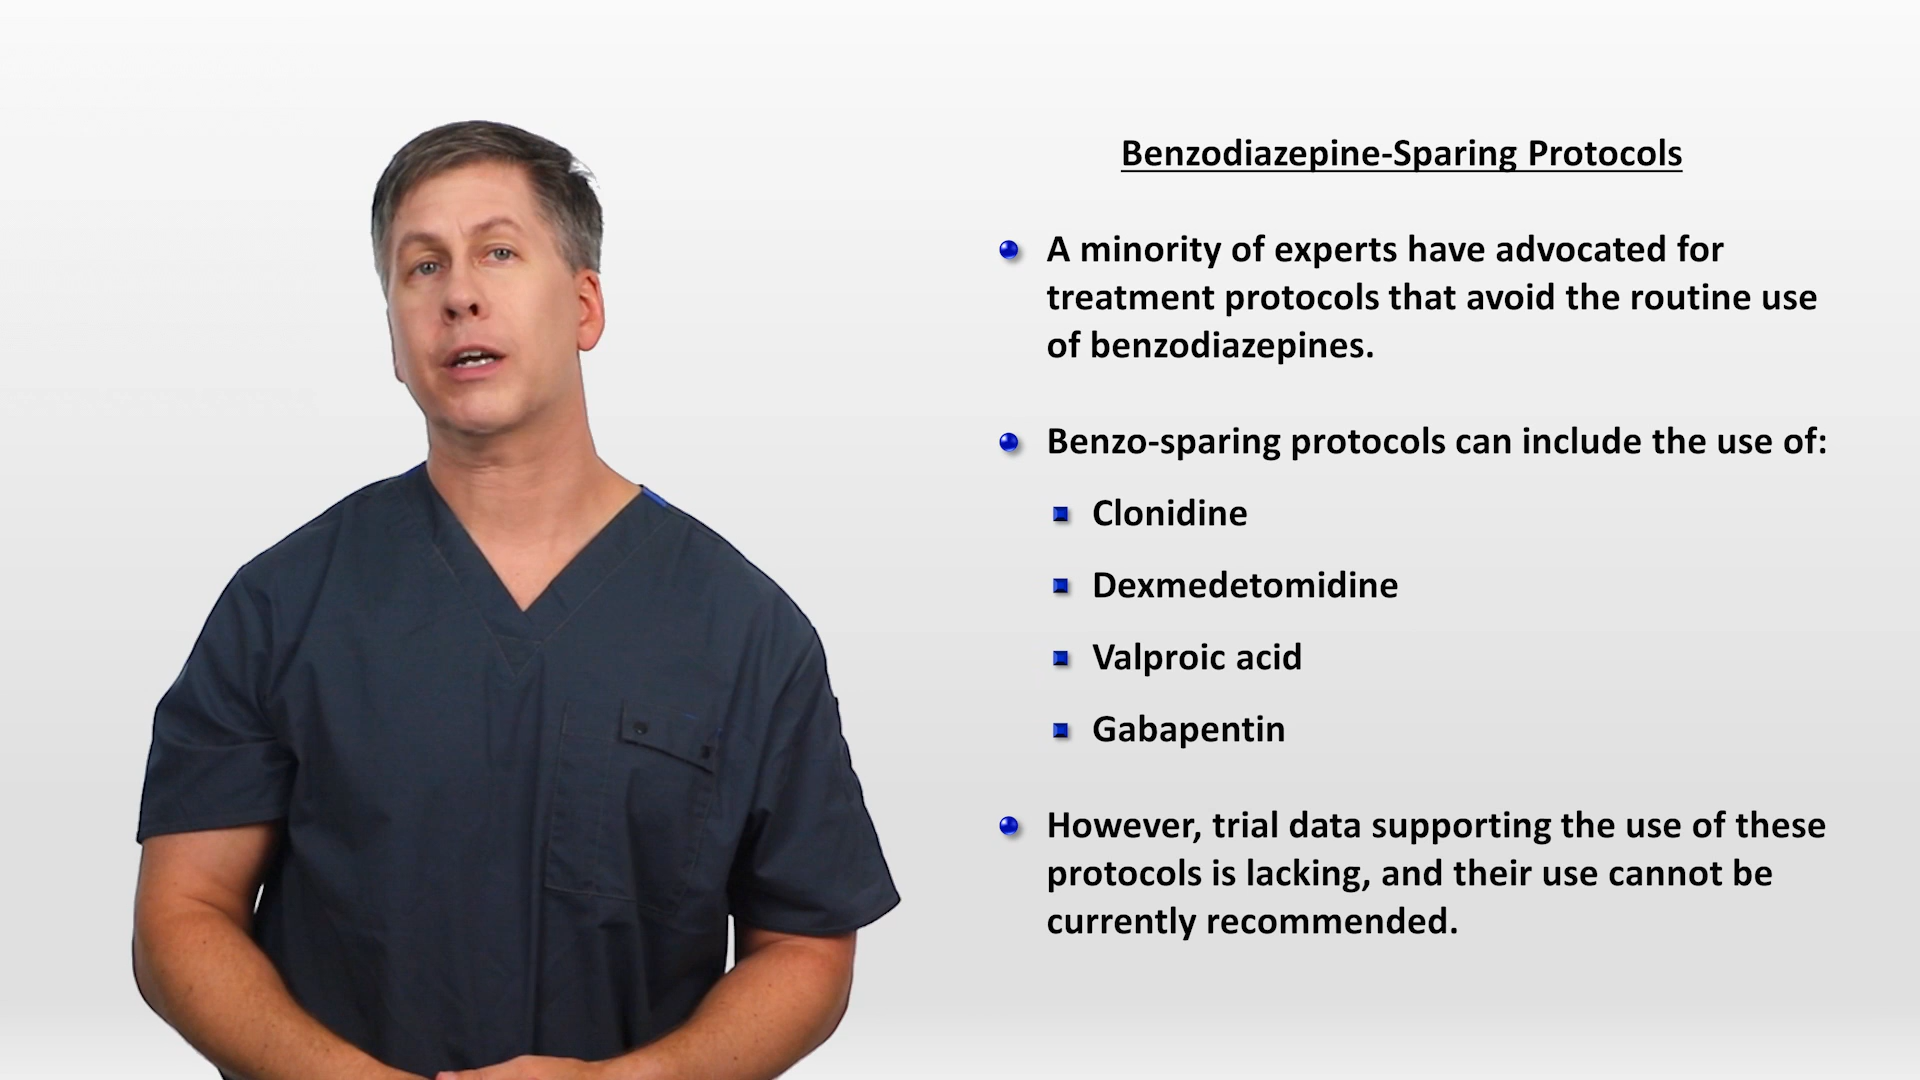 Benzodiazepine-Sparing Protocols
A minority of experts have advocated for
treatment protocols that avoid the routine use
of benzodiazepines.
Benzo-sparing protocols can include the use of:
Clonidine
Dexmedetomidine
Valproic acid
Gabapentin
However, trial data supporting the use of these
protocols is lacking, and their use cannot be
currently recommended.